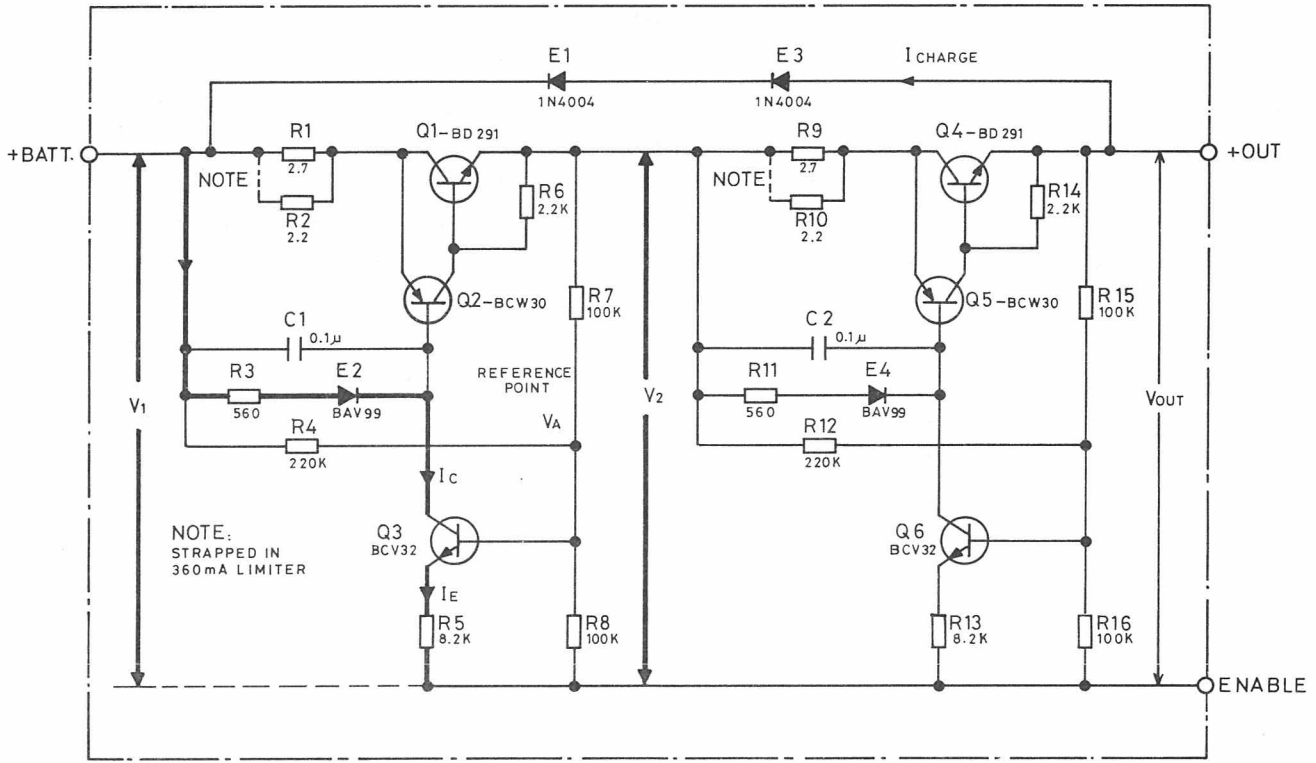 E1
1N4004
E3
1N4004
I CHARGE
+BATT.
R1
2.7
NOTE
R2
2.2
Q1-BD 291
R6
2.2K
R9
2.7
NOTE
R10
2.2
Q4-BD 291
R14
2.2K
+OUT
Q2-BCW30
R7
100K
Q5-BCW30
R15
100K
C1
0.1µ
C2
0.1µ
V1
R3
560
E2
BAV99
REFERENCE
POINT
VA
V2
R11
560
E4
BAV99
VOUT
R4
220K
R12
220K
IC
NOTE:
STRAPPED IN
360mA LIMITER
Q3
BCV32
Q6
BCV32
IE
R5
8.2K
R8
100K
R13
8.2K
R16
100K
ENABLE